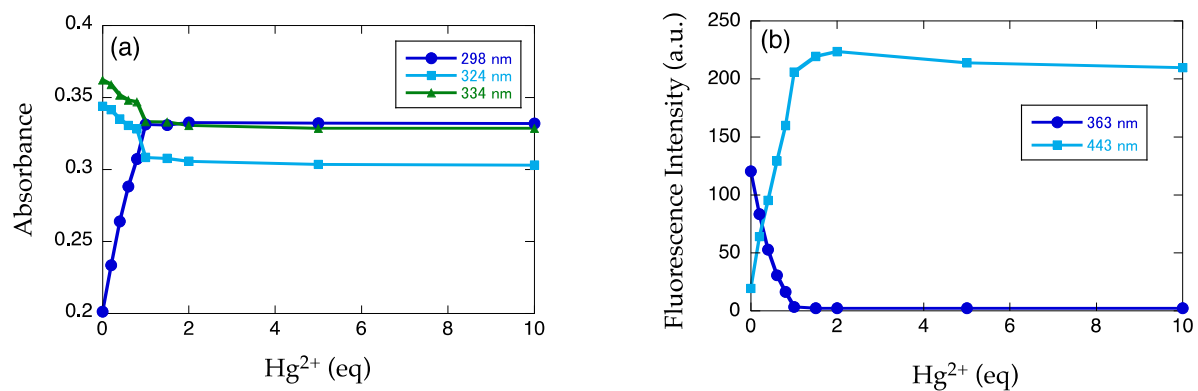 (a)
298 nm
324 nm
334 nm
0.4
0.35
0.3
0.25
0.2
Absorbance
0 2 4 6 8 10
Hg²⁺ (eq)
(b)
363 nm
443 nm
250
200
150
100
50
0
Fluorescence Intensity (a.u.)
0 2 4 6 8 10
Hg²⁺ (eq)